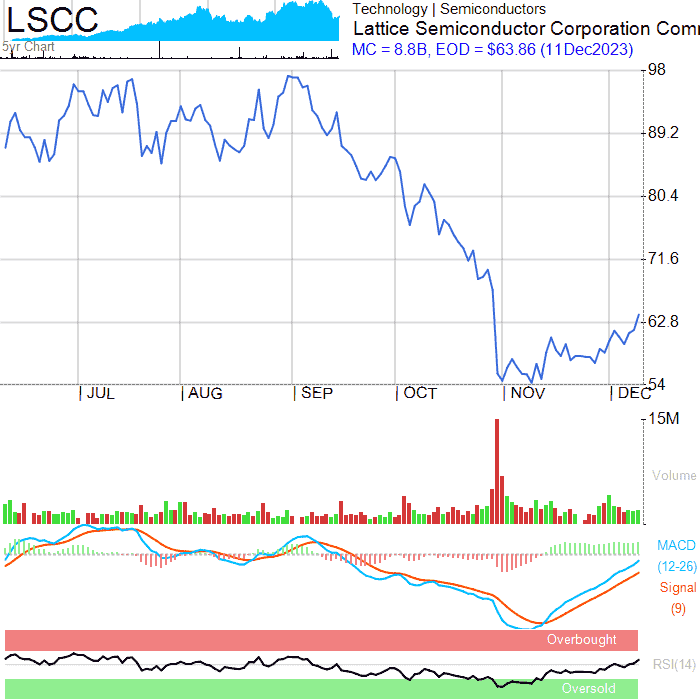 LSCC
5yr Chart
Technology | Semiconductors
Lattice Semiconductor Corporation Com
MC = 8.8B, EOD = $63.86 (11Dec2023)
98
89.2
80.4
71.6
62.8
54
JUL
AUG
SEP
OCT
NOV
DEC
15M
Volume
MACD
(12-26)
Signal
(9)
Overbought
RSI(14)
Oversold